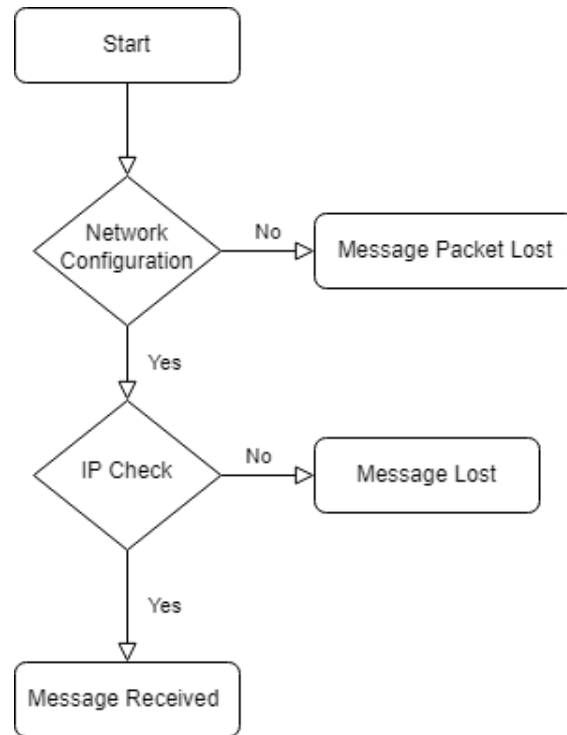 Start
Network
Configuration
No
Message Packet Lost
Yes
IP Check
No
Message Lost
Yes
Message Received